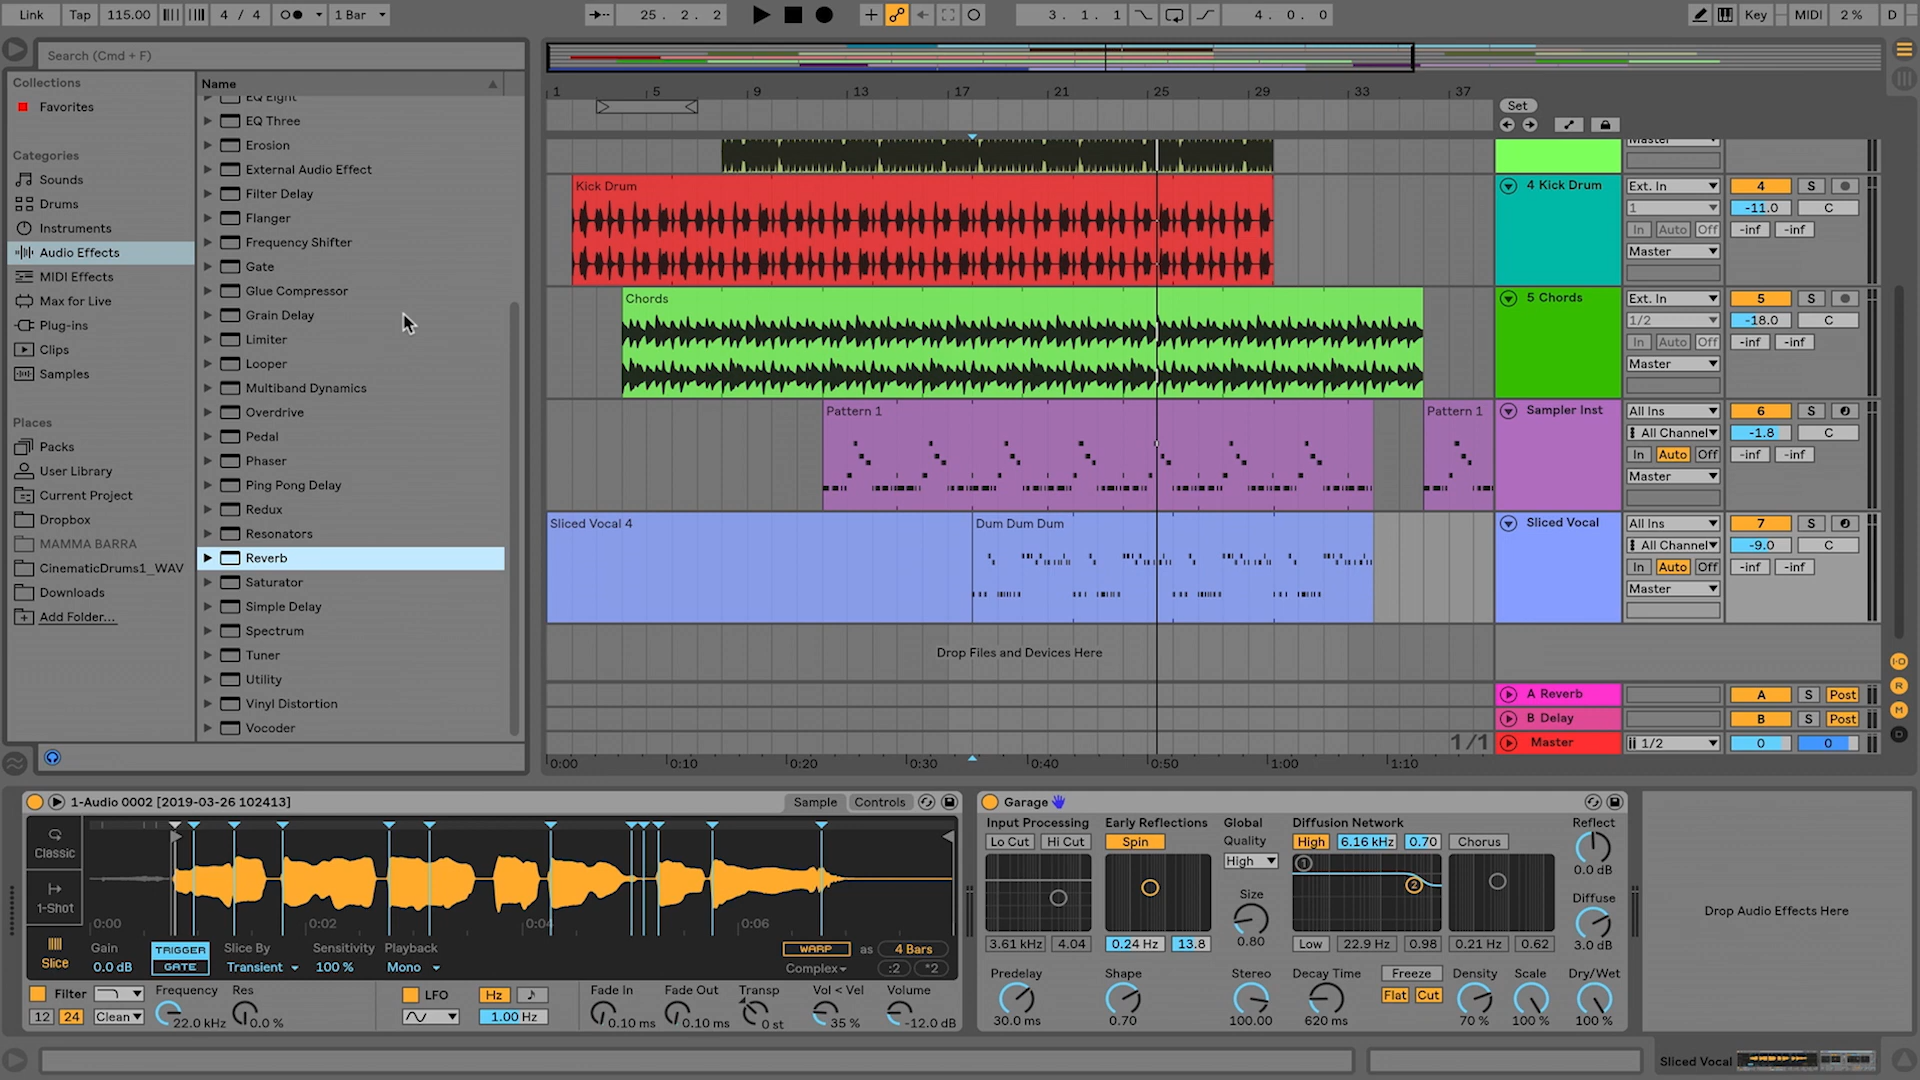 Link Tap 115.00 4 / 4 1 Bar 25 . 2 . 2 3 . 1 . 1 4 . 0 . 0 Key MIDI 2 % D
Search (Cmd + F)
Collections
Favorites
Categories
Sounds
Drums
Instruments
Audio Effects
MIDI Effects
Max for Live
Plug-ins
Clips
Samples
Places
Packs
User Library
Current Project
Dropbox
MAMMA BARRA
CinematicDrums1_WAV
Downloads
Add Folder...
Name
EQ Eight
EQ Three
Erosion
External Audio Effect
Filter Delay
Flanger
Frequency Shifter
Gate
Glue Compressor
Grain Delay
Limiter
Looper
Multiband Dynamics
Overdrive
Pedal
Phaser
Ping Pong Delay
Redux
Resonators
Reverb
Saturator
Simple Delay
Spectrum
Tuner
Utility
Vinyl Distortion
Vocoder
1 5 9 13 17 21 25 29 33 37
Set
Master
Kick Drum
4 Kick Drum Ext. In 4 S
1 -11.0 C
In Auto Off -inf -inf
Master
Chords
5 Chords Ext. In 5 S
1/2 -18.0 C
In Auto Off -inf -inf
Master
Pattern 1 Pattern 1
Sampler Inst All Ins 6 S
All Channel -1.8 C
In Auto Off -inf -inf
Master
Sliced Vocal 4 Dum Dum Dum
Sliced Vocal All Ins 7 S
All Channel -9.0 C
In Auto Off -inf -inf
Master
Drop Files and Devices Here
A Reverb A S Post
B Delay B S Post
1/1 Master 1/2 0 0
I-O
R
M
D
0:00 0:10 0:20 0:30 0:40 0:50 1:00 1:10
1-Audio 0002 [2019-03-26 102413] Sample Controls
Classic
1-Shot
Slice
0:00 0:02 0:04 0:06
Gain TRIGGER Slice By Sensitivity Playback WARP as 4 Bars
0.0 dB GATE Transient 100 % Mono Complex :2 *2
Filter Frequency Res LFO Hz Fade In Fade Out Transp Vol < Vel Volume
12 24 Clean 22.0 kHz 0.0 % 1.00 Hz 0.10 ms 0.10 ms 0 st 35 % -12.0 dB
Garage
Input Processing Early Reflections Global Diffusion Network Reflect
Lo Cut Hi Cut Spin Quality High 6.16 kHz 0.70 Chorus
High 1 2 0.0 dB
Size Diffuse
3.61 kHz 4.04 0.24 Hz 13.8 0.80 Low 22.9 Hz 0.98 0.21 Hz 0.62 3.0 dB
Predelay Shape Stereo Decay Time Freeze Density Scale Dry/Wet
Flat Cut
30.0 ms 0.70 100.00 620 ms 70 % 100 % 100 %
Drop Audio Effects Here
Sliced Vocal